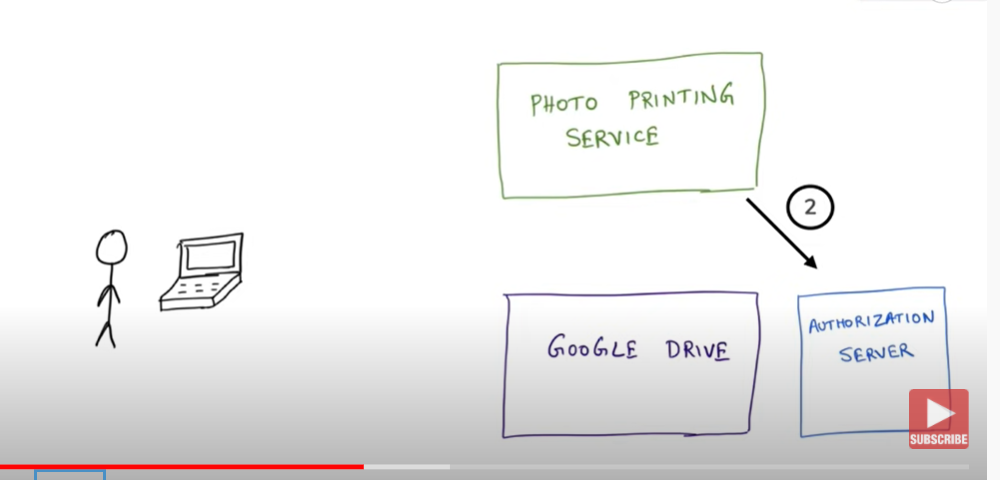 PHOTO PRINTING
SERVICE
2
GOOGLE DRIVE
AUTHORIZATION
SERVER
SUBSCRIBE